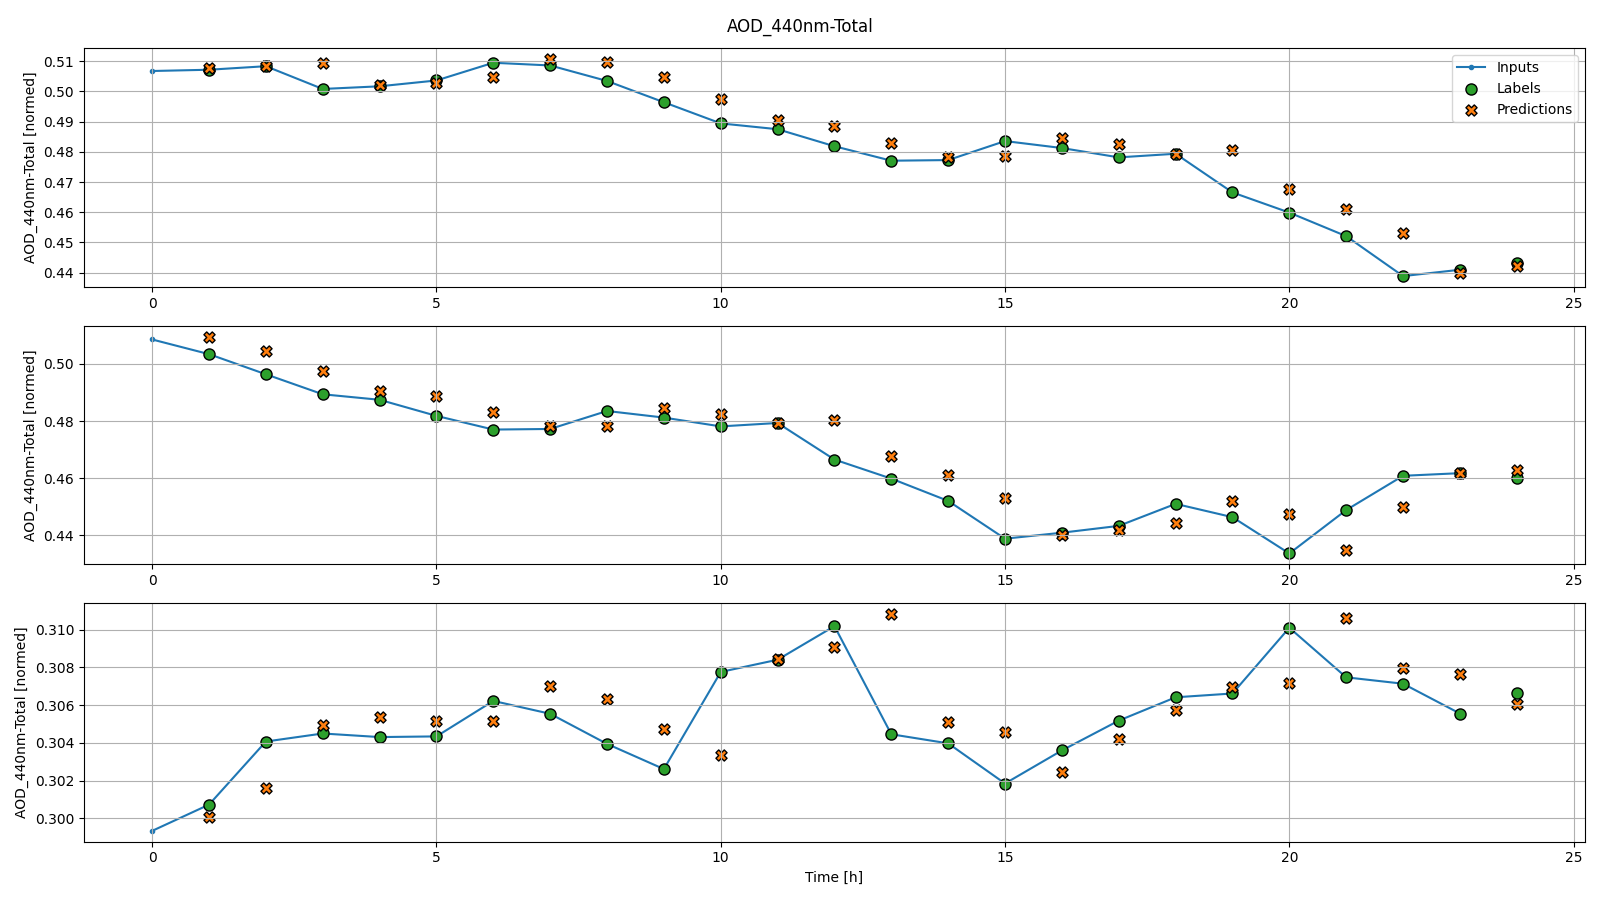 AOD_440nm-Total
AOD_440nm-Total [normed]
0.51
0.50
0.49
0.48
0.47
0.46
0.45
0.44
Inputs
Labels
Predictions
0 5 10 15 20 25
AOD_440nm-Total [normed]
0.50
0.48
0.46
0.44
0 5 10 15 20 25
AOD_440nm-Total [normed]
0.310
0.308
0.306
0.304
0.302
0.300
0 5 10 15 20 25
Time [h]